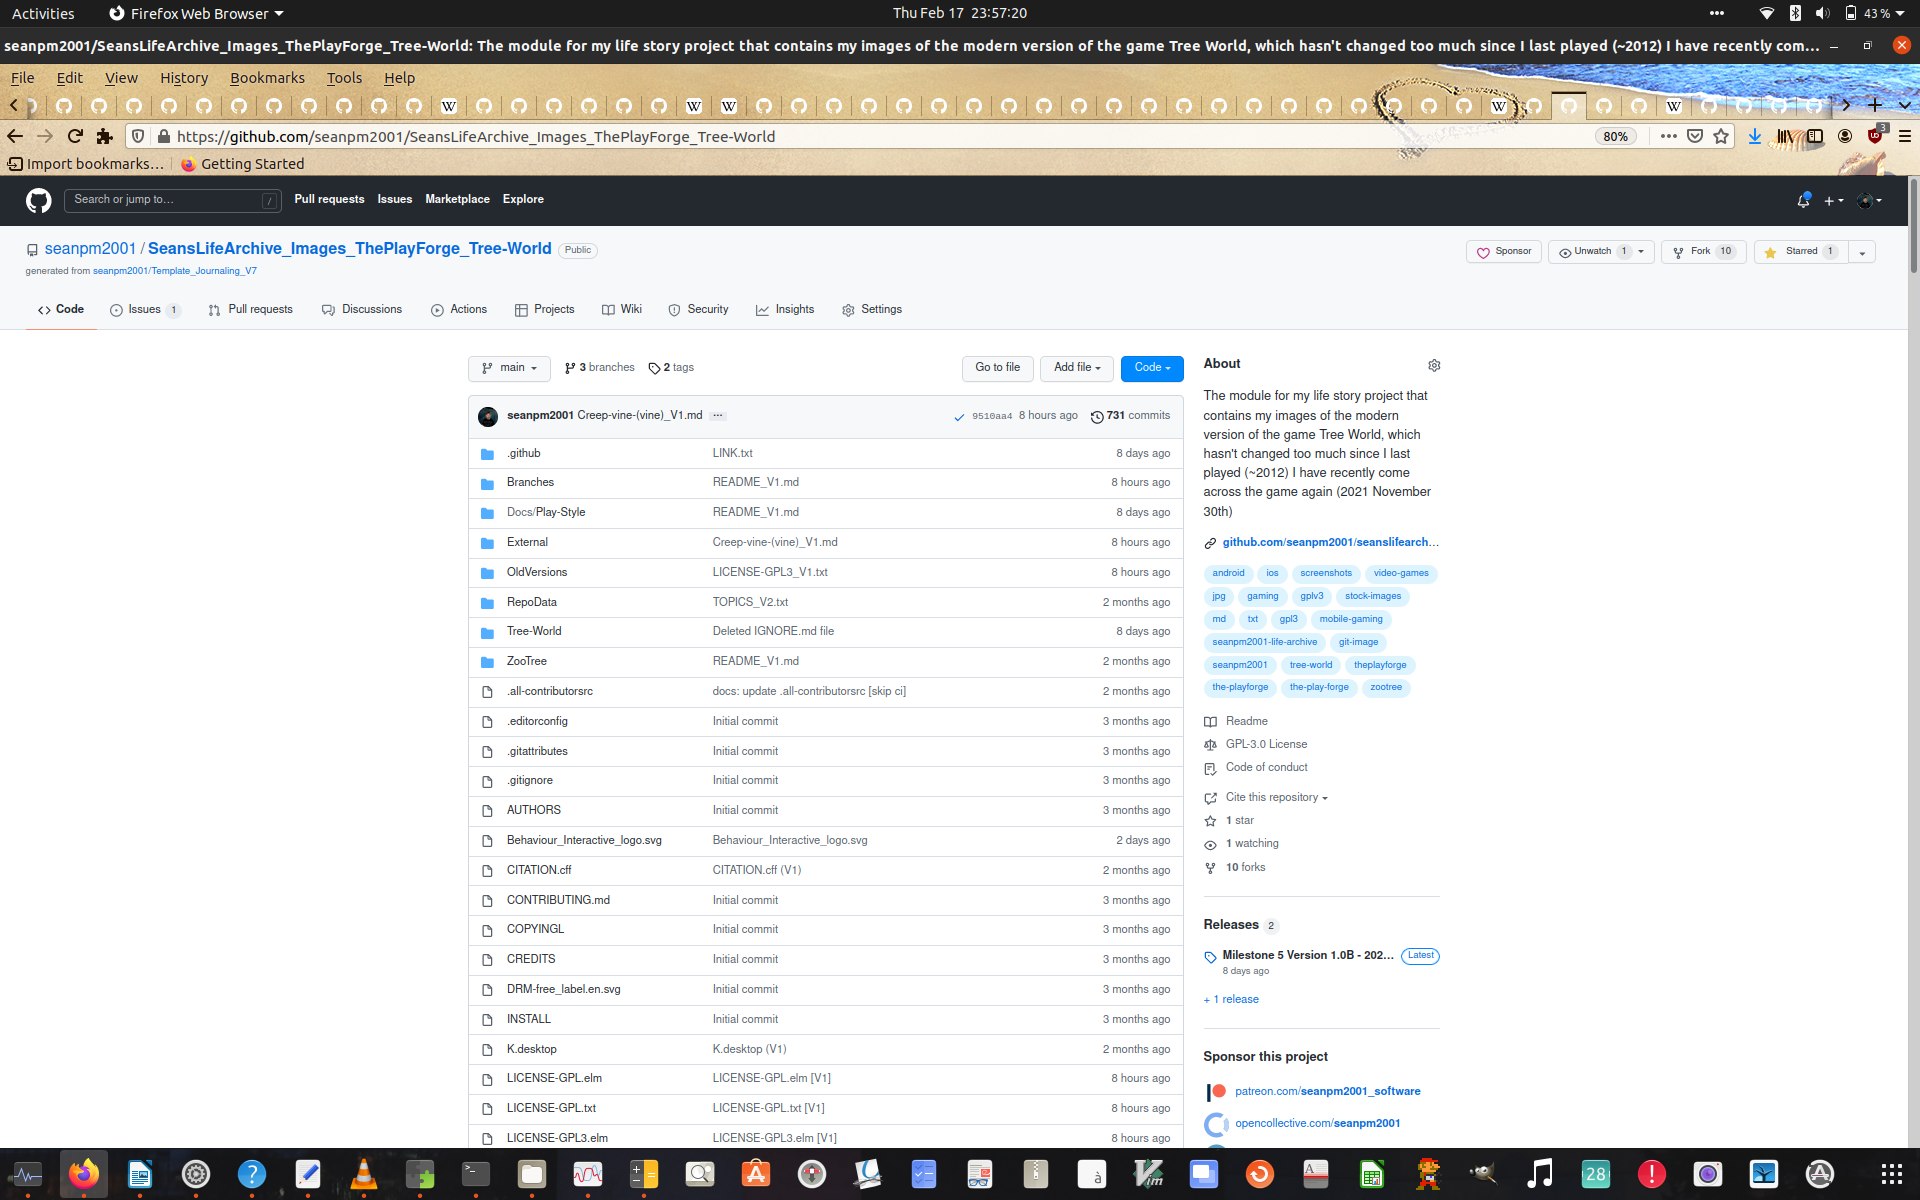 Activities
Firefox Web Browser
Thu Feb 17 23:57:20
43 %
seanpm2001/SeansLifeArchive_Images_ThePlayForge_Tree-World: The module for my life story project that contains my images of the modern version of the game Tree World, which hasn't changed too much since I last played (~2012) I have recently com…
File Edit View History Bookmarks Tools Help
https://github.com/seanpm2001/SeansLifeArchive_Images_ThePlayForge_Tree-World
80%
3
Import bookmarks…
Getting Started
Search or jump to…
/
Pull requests Issues Marketplace Explore
seanpm2001 / SeansLifeArchive_Images_ThePlayForge_Tree-World Public
generated from seanpm2001/Template_Journaling_V7
Sponsor
Unwatch 1
Fork 10
Starred 1
Code
Issues 1
Pull requests
Discussions
Actions
Projects
Wiki
Security
Insights
Settings
main
3 branches
2 tags
Go to file
Add file
Code
seanpm2001 Creep-vine-(vine)_V1.md …
9510aa4 8 hours ago
731 commits
.github LINK.txt 8 days ago
Branches README_V1.md 8 hours ago
Docs/Play-Style README_V1.md 8 days ago
External Creep-vine-(vine)_V1.md 8 hours ago
OldVersions LICENSE-GPL3_V1.txt 8 hours ago
RepoData TOPICS_V2.txt 2 months ago
Tree-World Deleted IGNORE.md file 8 days ago
ZooTree README_V1.md 2 months ago
.all-contributorsrc docs: update .all-contributorsrc [skip ci] 2 months ago
.editorconfig Initial commit 3 months ago
.gitattributes Initial commit 3 months ago
.gitignore Initial commit 3 months ago
AUTHORS Initial commit 3 months ago
Behaviour_Interactive_logo.svg Behaviour_Interactive_logo.svg 2 days ago
CITATION.cff CITATION.cff (V1) 2 months ago
CONTRIBUTING.md Initial commit 3 months ago
COPYINGL Initial commit 3 months ago
CREDITS Initial commit 3 months ago
DRM-free_label.en.svg Initial commit 3 months ago
INSTALL Initial commit 3 months ago
K.desktop K.desktop (V1) 2 months ago
LICENSE-GPL.elm LICENSE-GPL.elm [V1] 8 hours ago
LICENSE-GPL.txt LICENSE-GPL.txt [V1] 8 hours ago
LICENSE-GPL3.elm LICENSE-GPL3.elm [V1] 8 hours ago
About
The module for my life story project that
contains my images of the modern
version of the game Tree World, which
hasn't changed too much since I last
played (~2012) I have recently come
across the game again (2021 November
30th)
github.com/seanpm2001/seanslifearch…
android ios screenshots video-games
jpg gaming gplv3 stock-images
md txt gpl3 mobile-gaming
seanpm2001-life-archive git-image
seanpm2001 tree-world theplayforge
the-playforge the-play-forge zootree
Readme
GPL-3.0 License
Code of conduct
Cite this repository
1 star
1 watching
10 forks
Releases 2
Milestone 5 Version 1.0B - 202… Latest
8 days ago
+ 1 release
Sponsor this project
patreon.com/seanpm2001_software
opencollective.com/seanpm2001
28